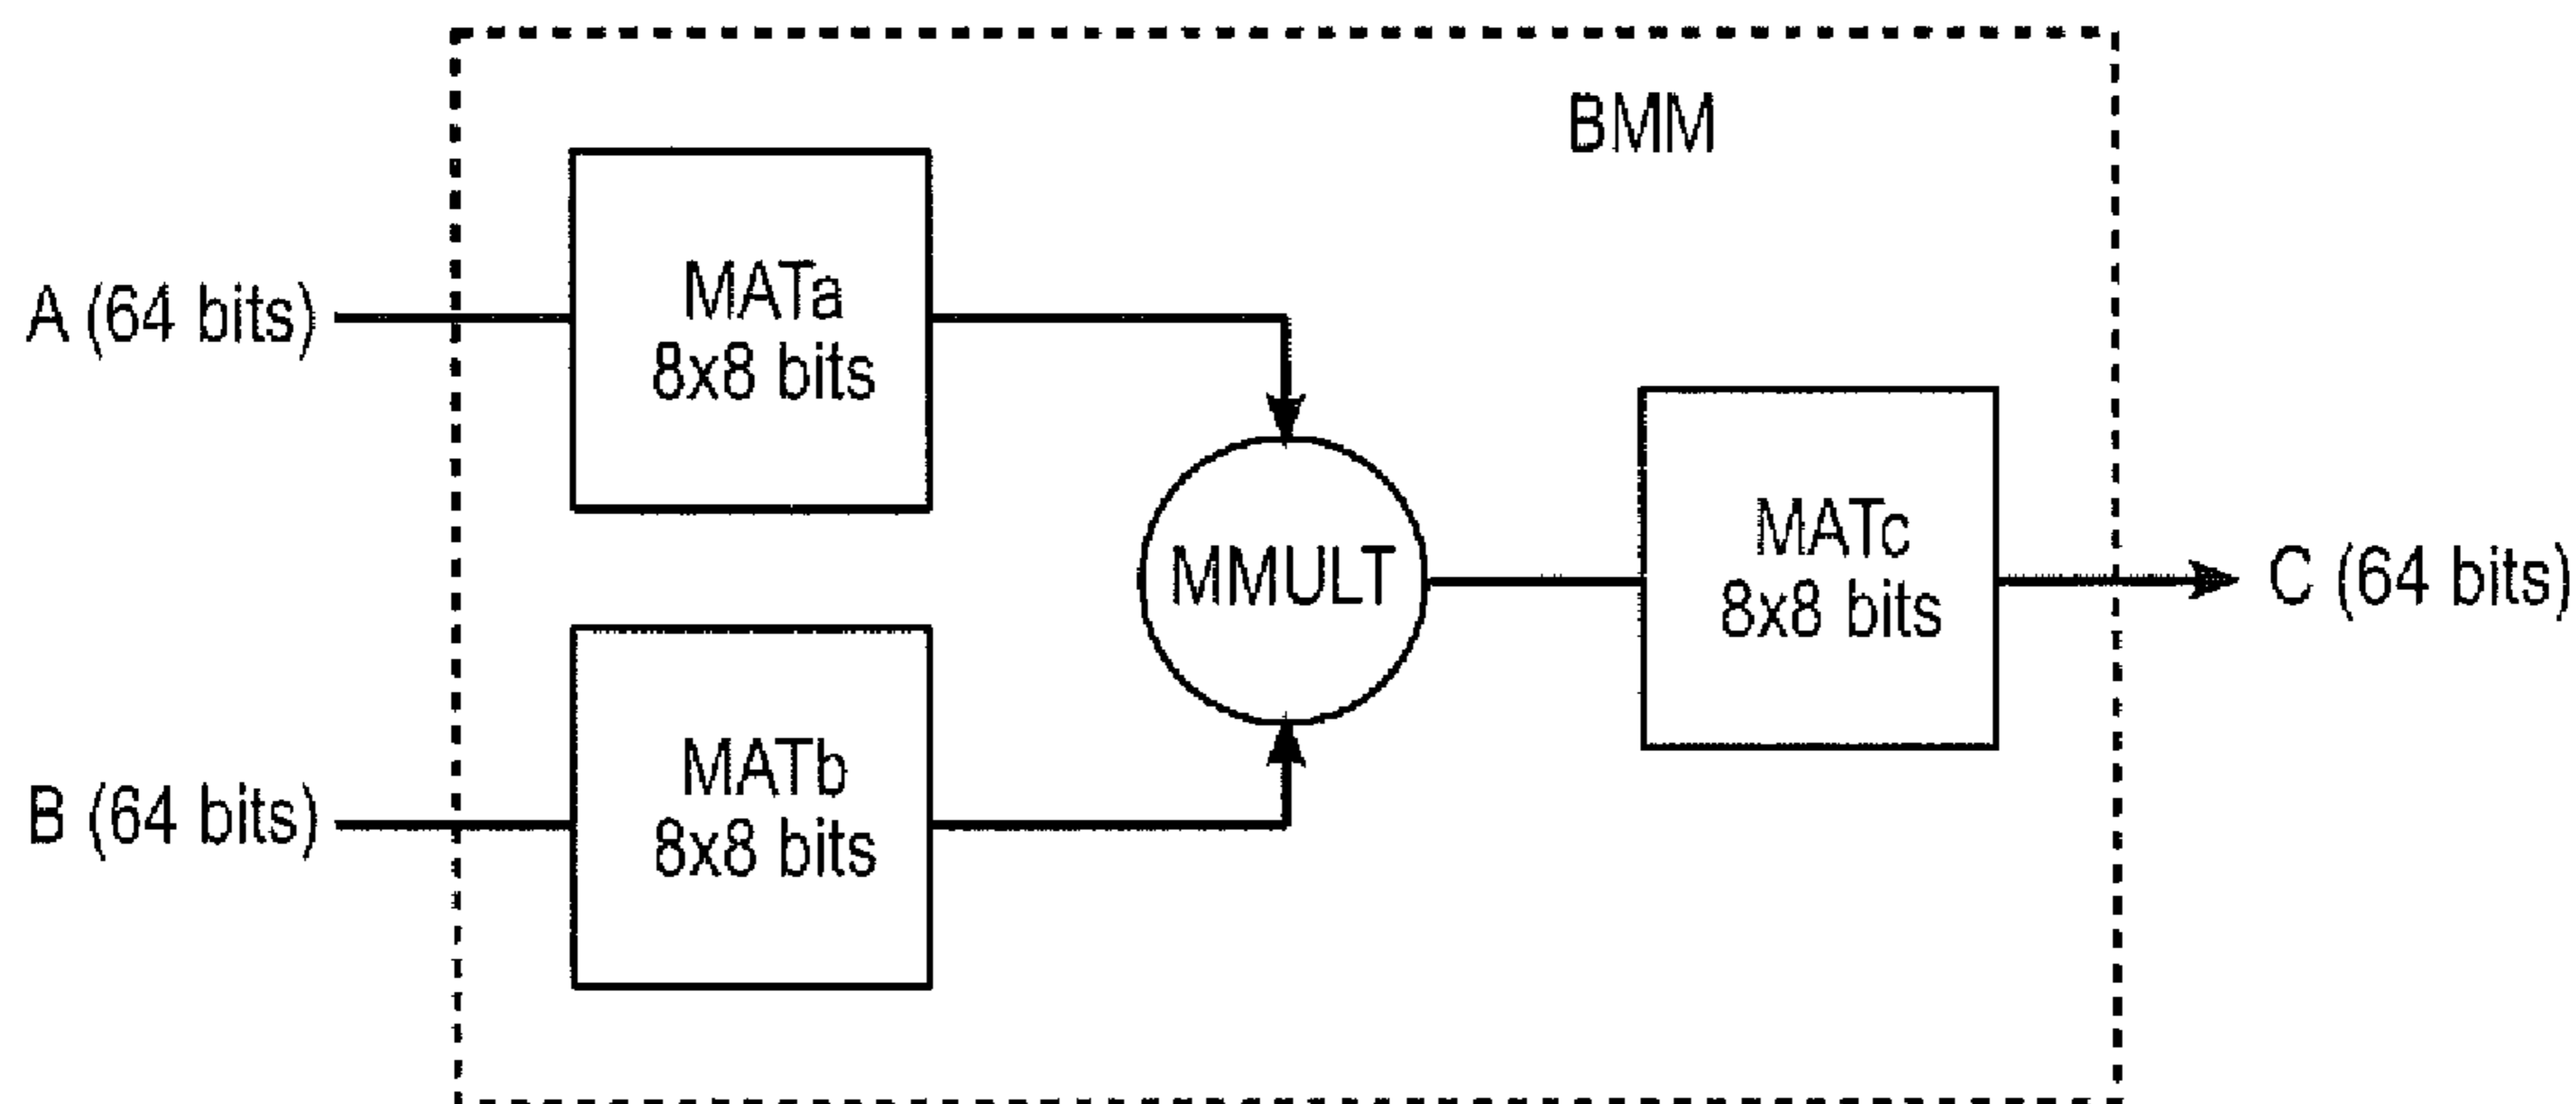 BMM
MATa
8x8 bits
A (64 bits)
MMULT
MATc
8x8 bits
C (64 bits)
MATb
8x8 bits
B (64 bits)